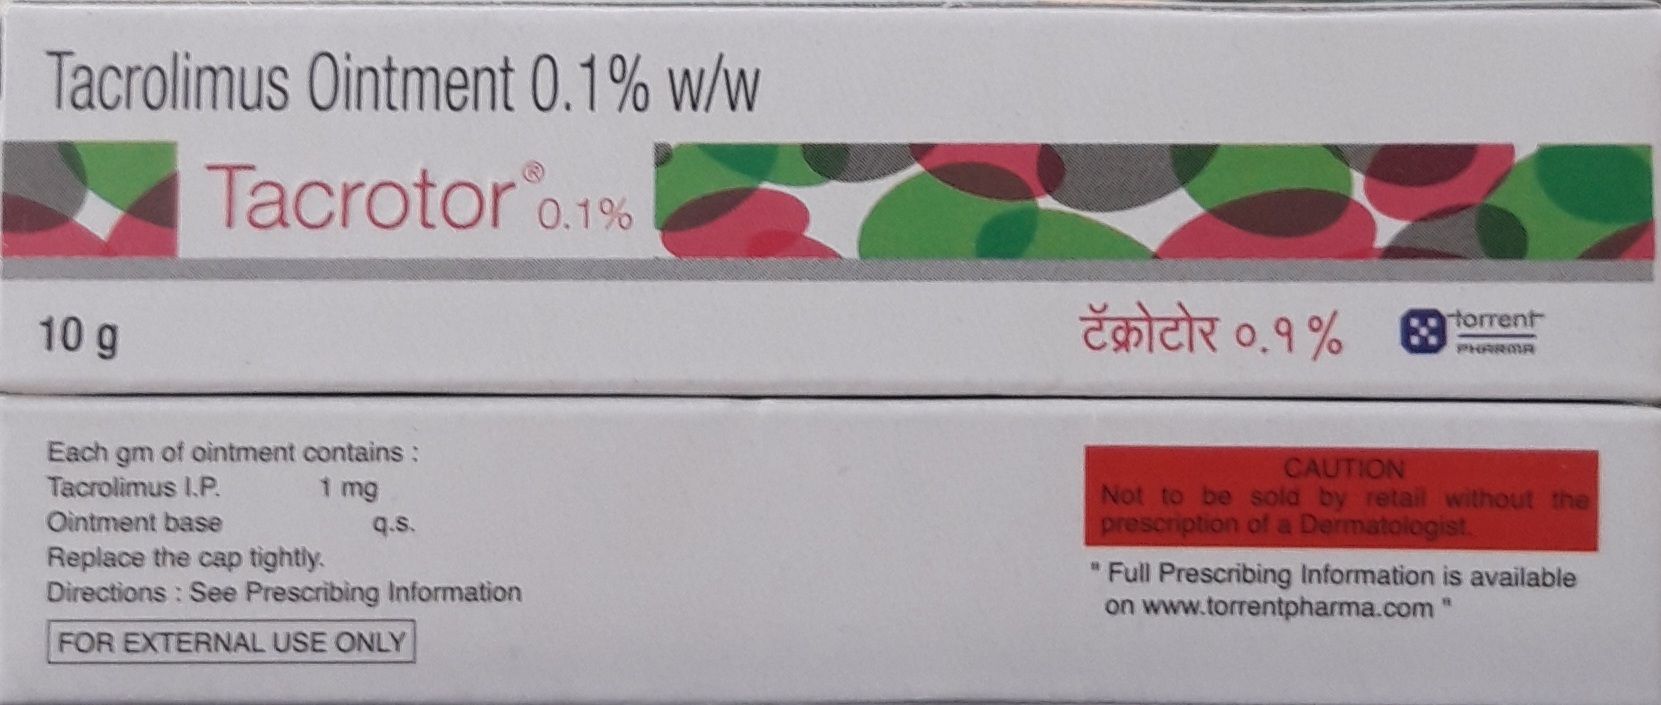 Tacrolimus Ointment 0.1% w/w
Tacrotor® 0.1%
10 g
टॅक्रोटोर ०.१%
torrent
PHARMA
Each gm of ointment contains :
Tacrolimus I.P. 1 mg
Ointment base q.s.
Replace the cap tightly.
Directions : See Prescribing Information
FOR EXTERNAL USE ONLY
CAUTION
Not to be sold by retail without the
prescription of a Dermatologist.
" Full Prescribing Information is available
on www.torrentpharma.com "